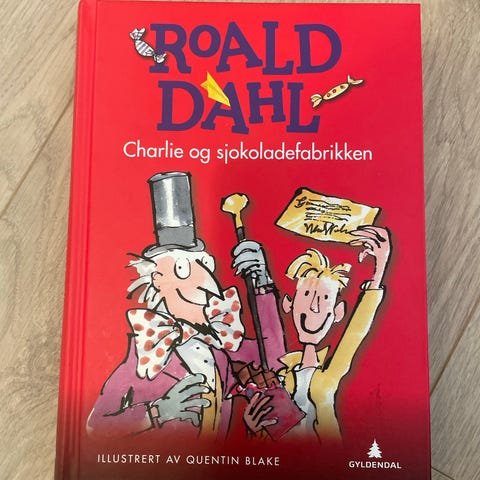 ROALD
DAHL
Charlie og sjokoladefabrikken
ILLUSTRERT AV QUENTIN BLAKE
GYLDENDAL